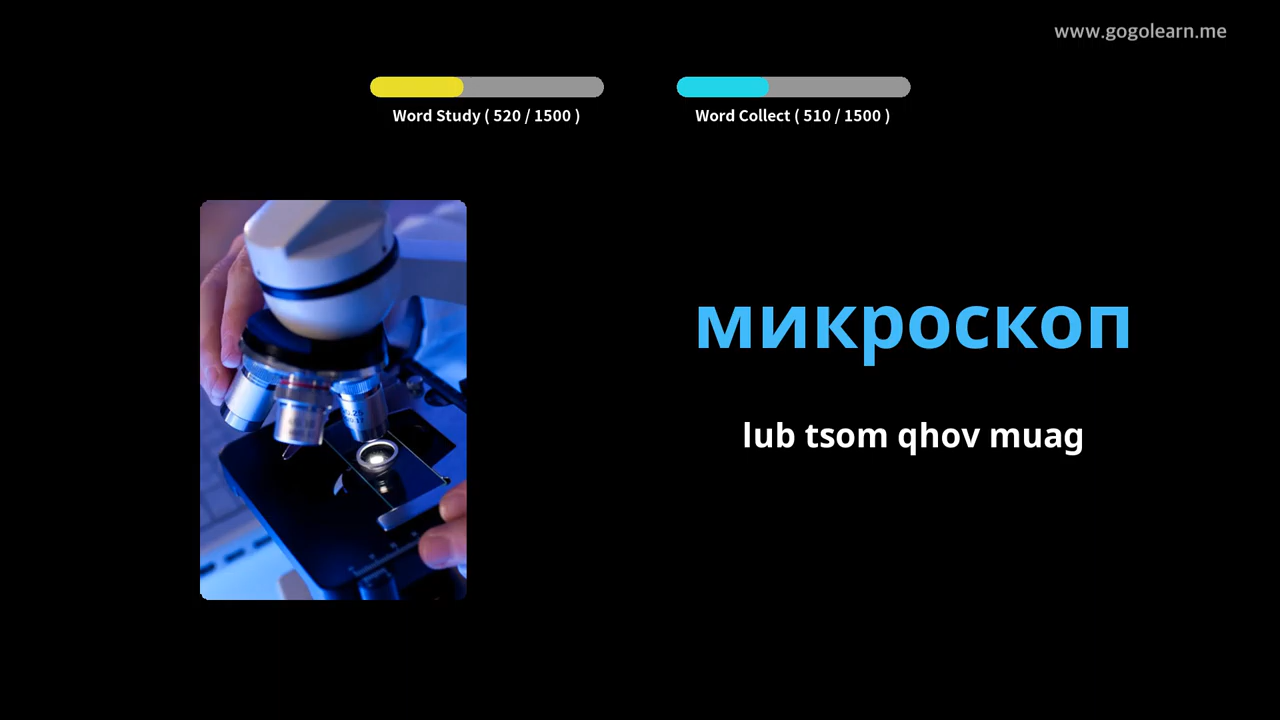 www.gogolearn.me
Word Study ( 520 / 1500 )
Word Collect ( 510 / 1500 )
микроскоп
lub tsom qhov muag